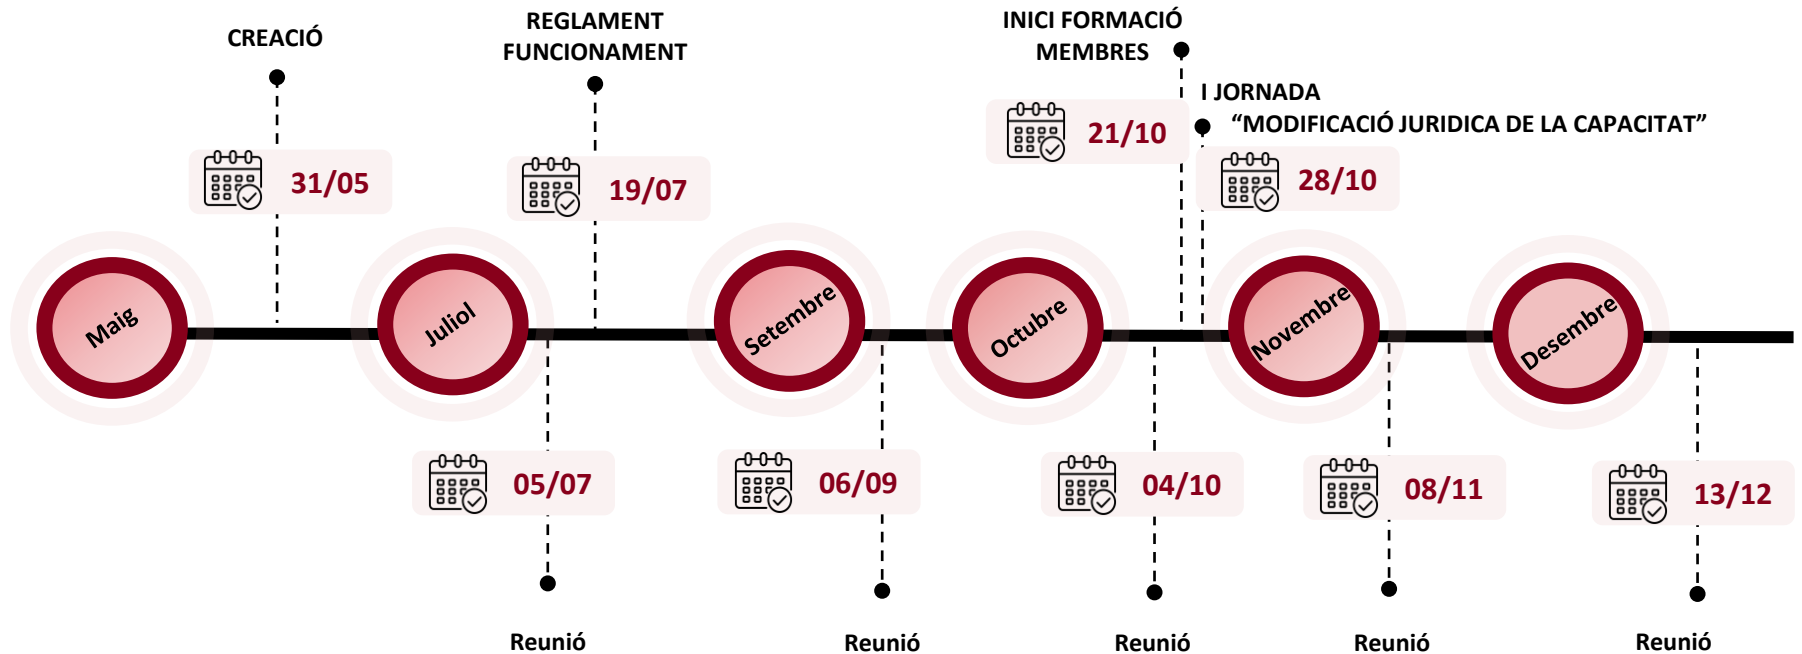 CREACIÓ
REGLAMENT
FUNCIONAMENT
INICI FORMACIÓ
MEMBRES
I JORNADA
“MODIFICACIÓ JURIDICA DE LA CAPACITAT”
31/05
19/07
21/10
28/10
Maig
Juliol
Setembre
Octubre
Novembre
Desembre
05/07
06/09
04/10
08/11
13/12
Reunió
Reunió
Reunió
Reunió
Reunió